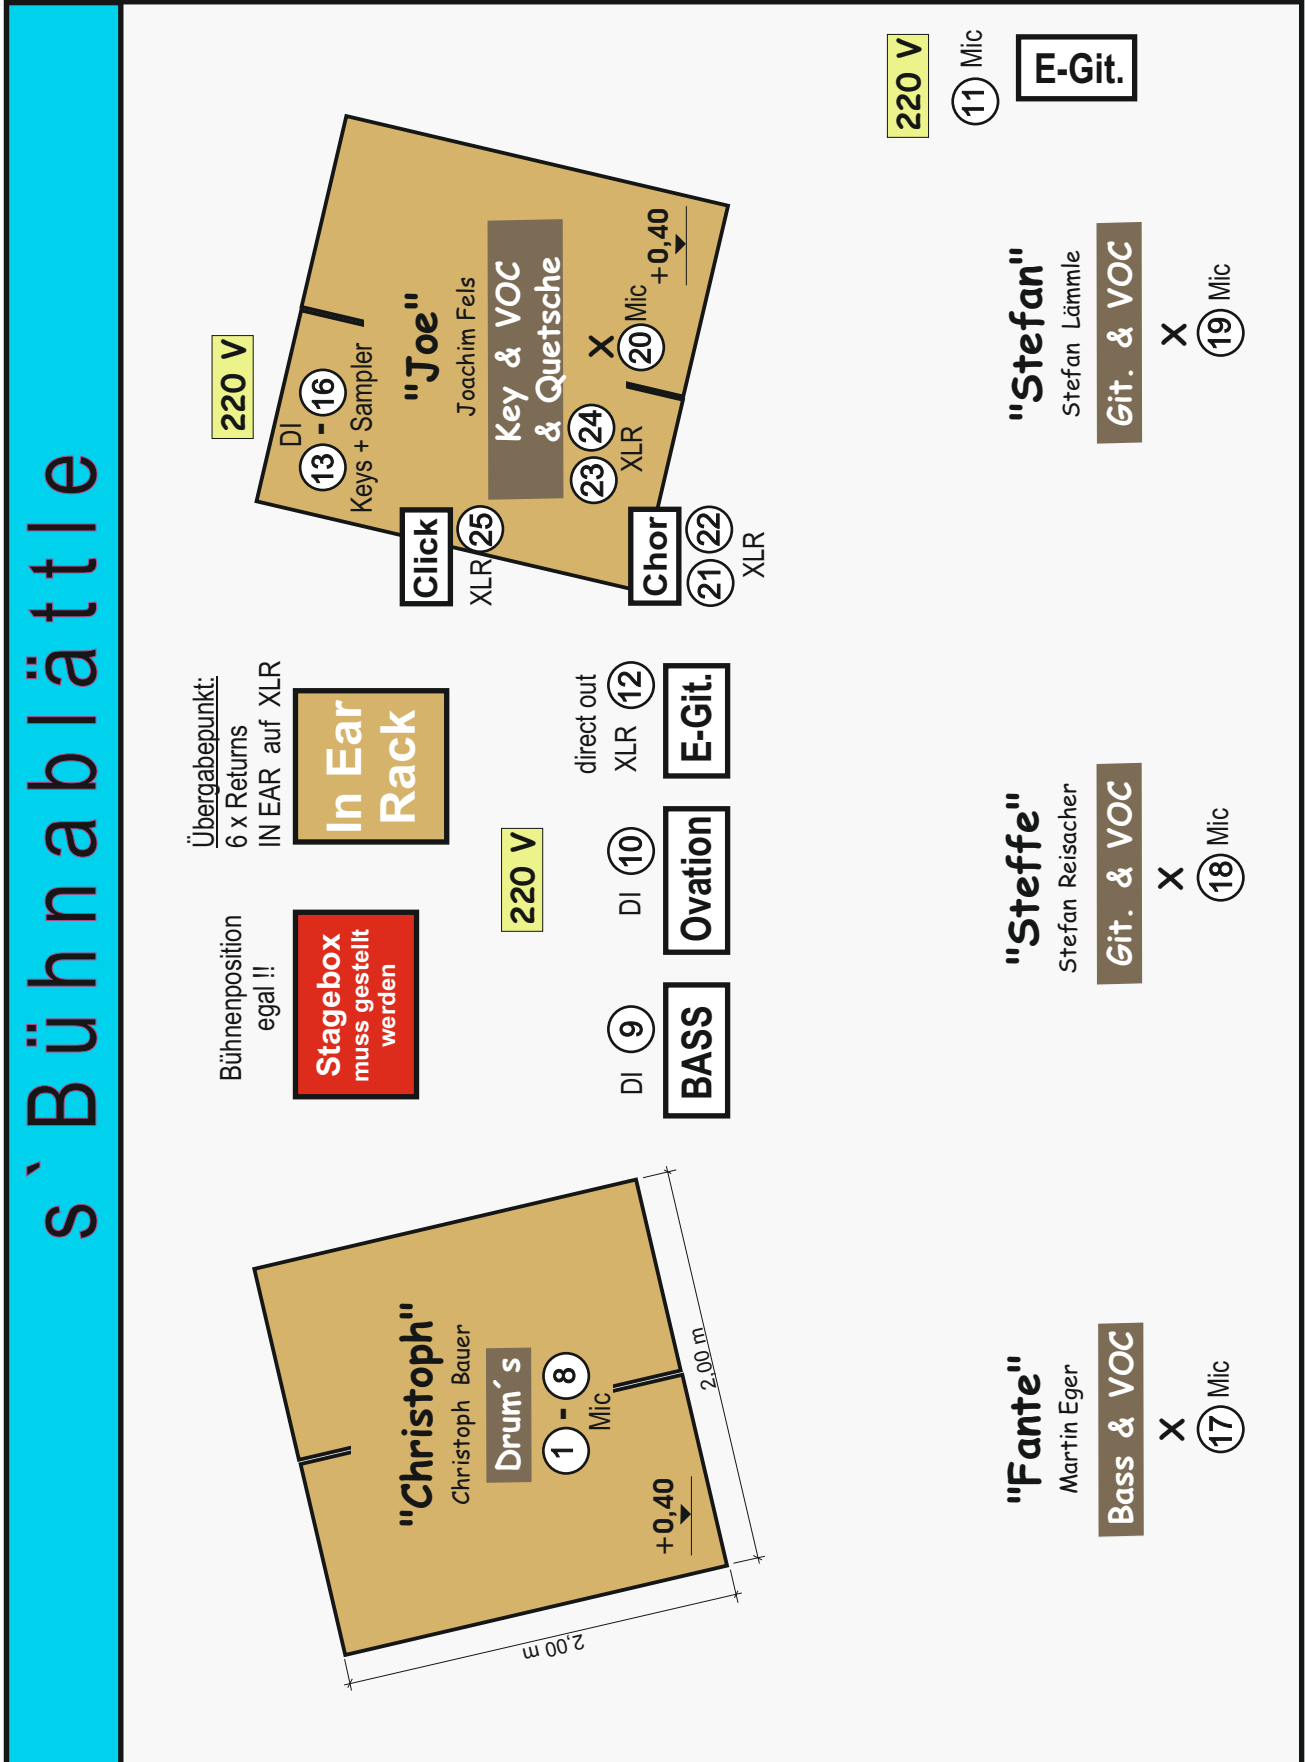 s`Bühnablättle
"Christoph"
Christoph Bauer
Drum´s
1 - 8
Mic
+0,40
2,00 m
2,00 m
Bühnenposition
egal !!
Stagebox
muss gestellt
werden
Übergabepunkt:
6 x Returns
IN EAR auf XLR
In Ear
Rack
220 V
DI 9
BASS
DI 10
Ovation
direct out
XLR 12
E-Git.
220 V
DI
13 - 16
Keys + Sampler
"Joe"
Joachim Fels
Key & VOC
& Quetsche
Click
XLR 25
23 24
XLR
X
20 Mic
+0,40
Chor
21 22
XLR
220 V
11 Mic
E-Git.
"Fante"
Martin Eger
Bass & VOC
X
17 Mic
"Steffe"
Stefan Reisacher
Git. & VOC
X
18 Mic
"Stefan"
Stefan Lämmle
Git. & VOC
X
19 Mic